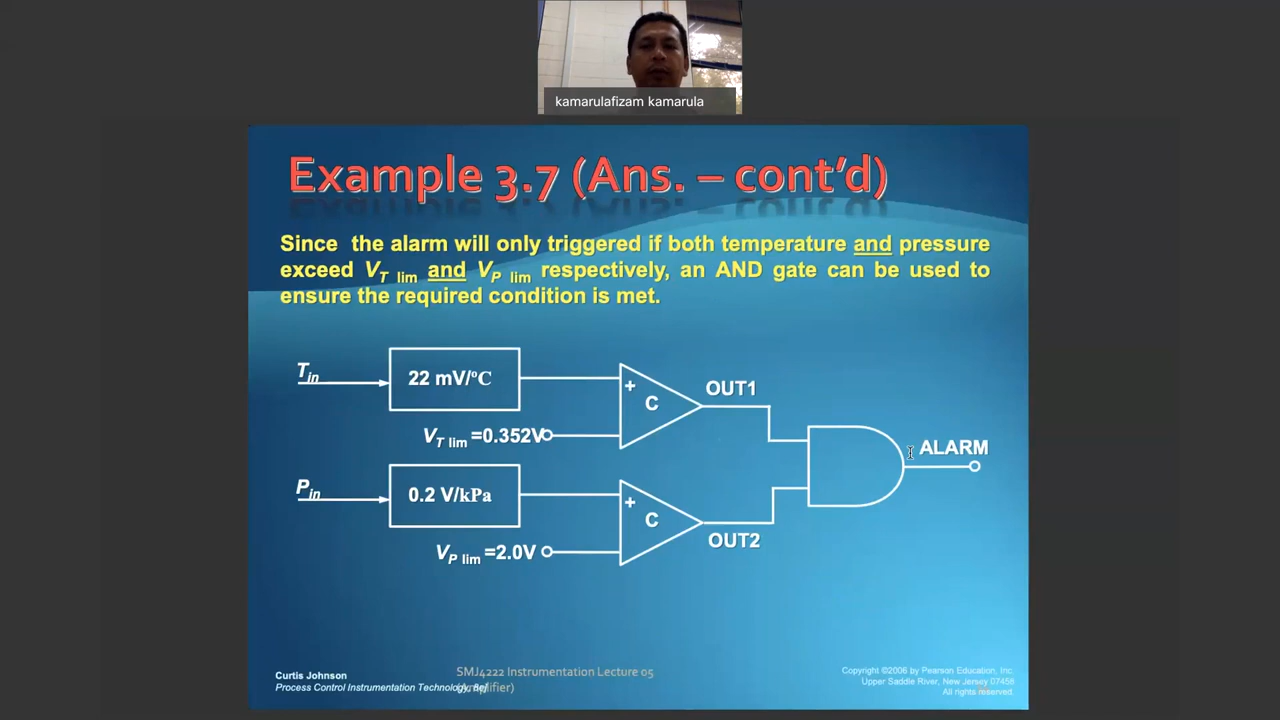 kamarulafizam kamarula
Example 3.7 (Ans. – cont'd)
Since the alarm will only triggered if both temperature and pressure
exceed VT lim and VP lim respectively, an AND gate can be used to
ensure the required condition is met.
Tin
22 mV/°C
+
C
OUT1
VT lim =0.352V
ALARM
Pin
0.2 V/kPa
+
C
VP lim =2.0V
OUT2
Curtis Johnson
Process Control Instrumentation Technology,
SMJ4222 Instrumentation Lecture 05
(Amplifier)
Copyright ©2006 by Pearson Education, Inc.
Upper Saddle River, New Jersey 07458
All rights reserved.